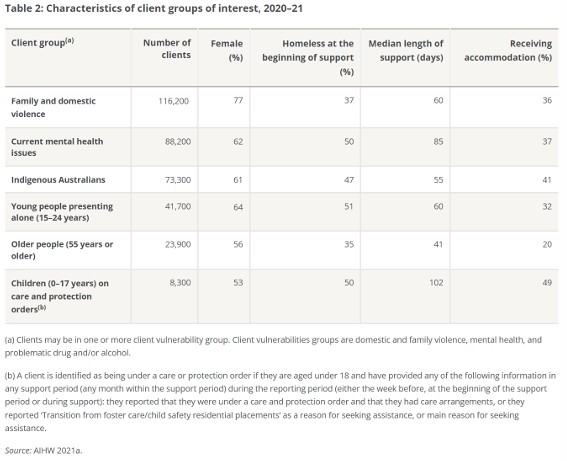 Table 2: Characteristics of client groups of interest, 2020–21
Client group(a) Number of clients Female (%) Homeless at the beginning of support (%) Median length of support (days) Receiving accommodation (%)
Family and domestic violence 116,200 77 37 60 36
Current mental health issues 88,200 62 50 85 37
Indigenous Australians 73,300 61 47 55 41
Young people presenting alone (15–24 years) 41,700 64 51 60 32
Older people (55 years or older) 23,900 56 35 41 20
Children (0–17 years) on care and protection orders(b) 8,300 53 50 102 49
(a) Clients may be in one or more client vulnerability group. Client vulnerabilities groups are domestic and family violence, mental health, and
problematic drug and/or alcohol.
(b) A client is identified as being under a care or protection order if they are aged under 18 and have provided any of the following information in
any support period (any month within the support period) during the reporting period (either the week before, at the beginning of the support
period or during support): they reported that they were under a care and protection order and that they had care arrangements, or they
reported 'Transition from foster care/child safety residential placements' as a reason for seeking assistance, or main reason for seeking
assistance.
Source: AIHW 2021a.